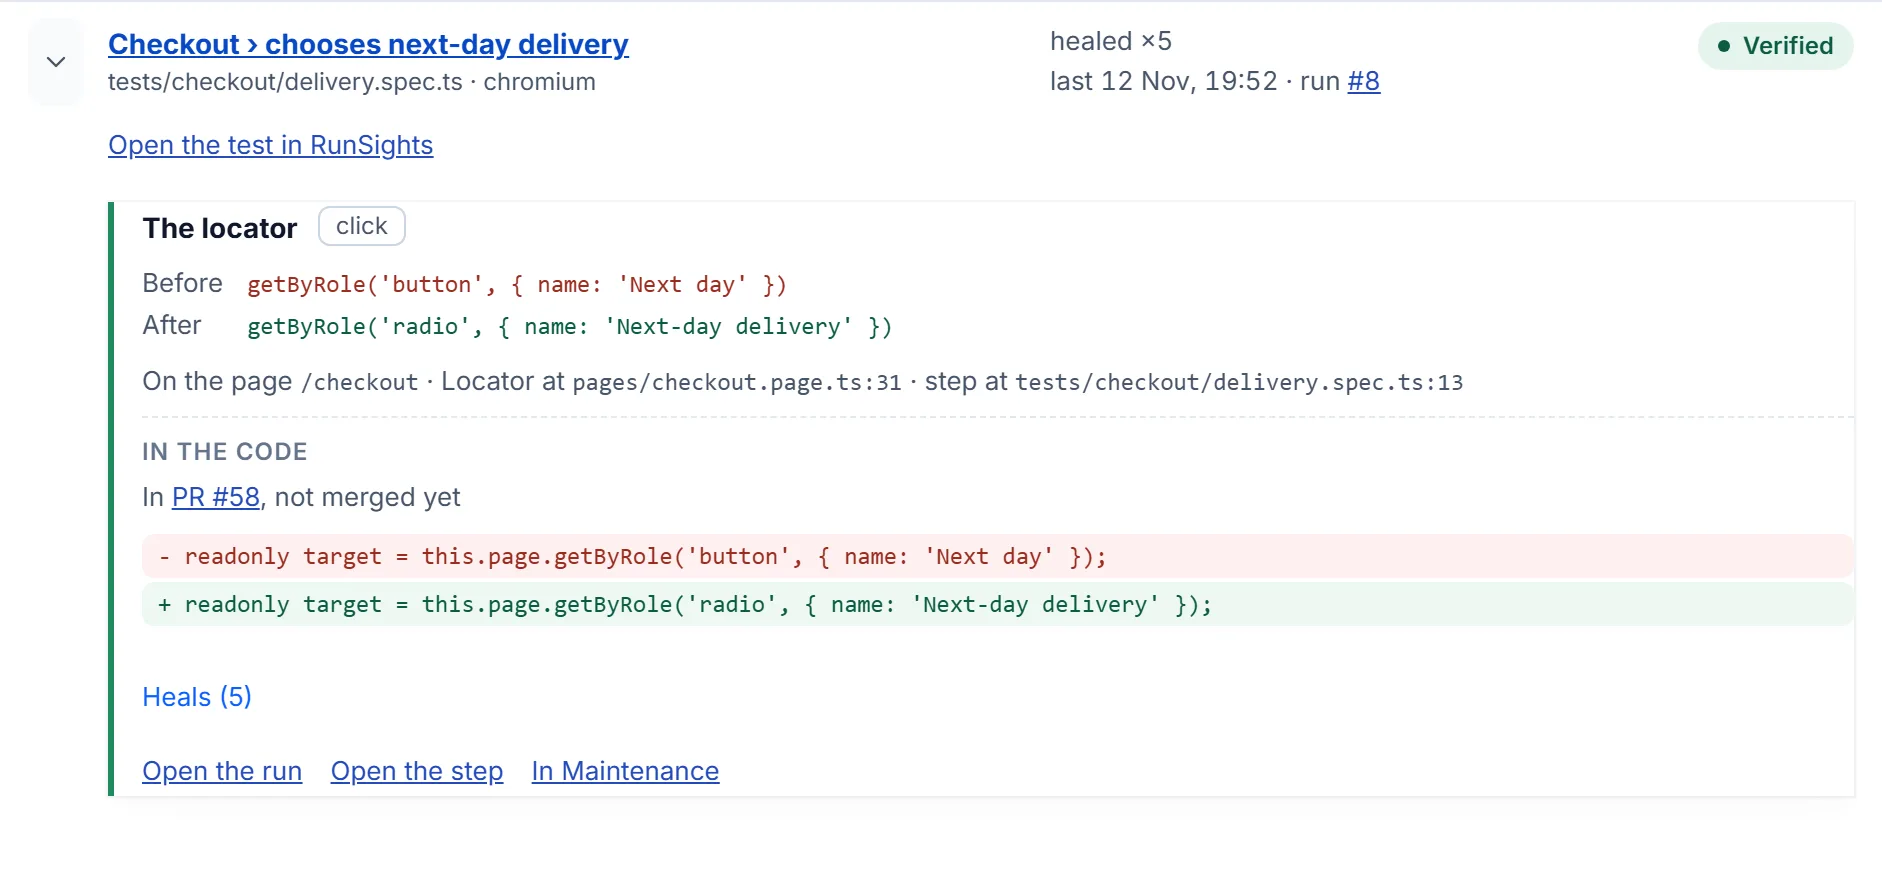 Checkout › chooses next-day delivery
tests/checkout/delivery.spec.ts · chromium
healed ×5
last 12 Nov, 19:52 · run #8
Verified
Open the test in RunSights
The locator click
Before getByRole('button', { name: 'Next day' })
After getByRole('radio', { name: 'Next-day delivery' })
On the page /checkout · Locator at pages/checkout.page.ts:31 · step at tests/checkout/delivery.spec.ts:13
IN THE CODE
In PR #58, not merged yet
- readonly target = this.page.getByRole('button', { name: 'Next day' });
+ readonly target = this.page.getByRole('radio', { name: 'Next-day delivery' });
Heals (5)
Open the run Open the step In Maintenance